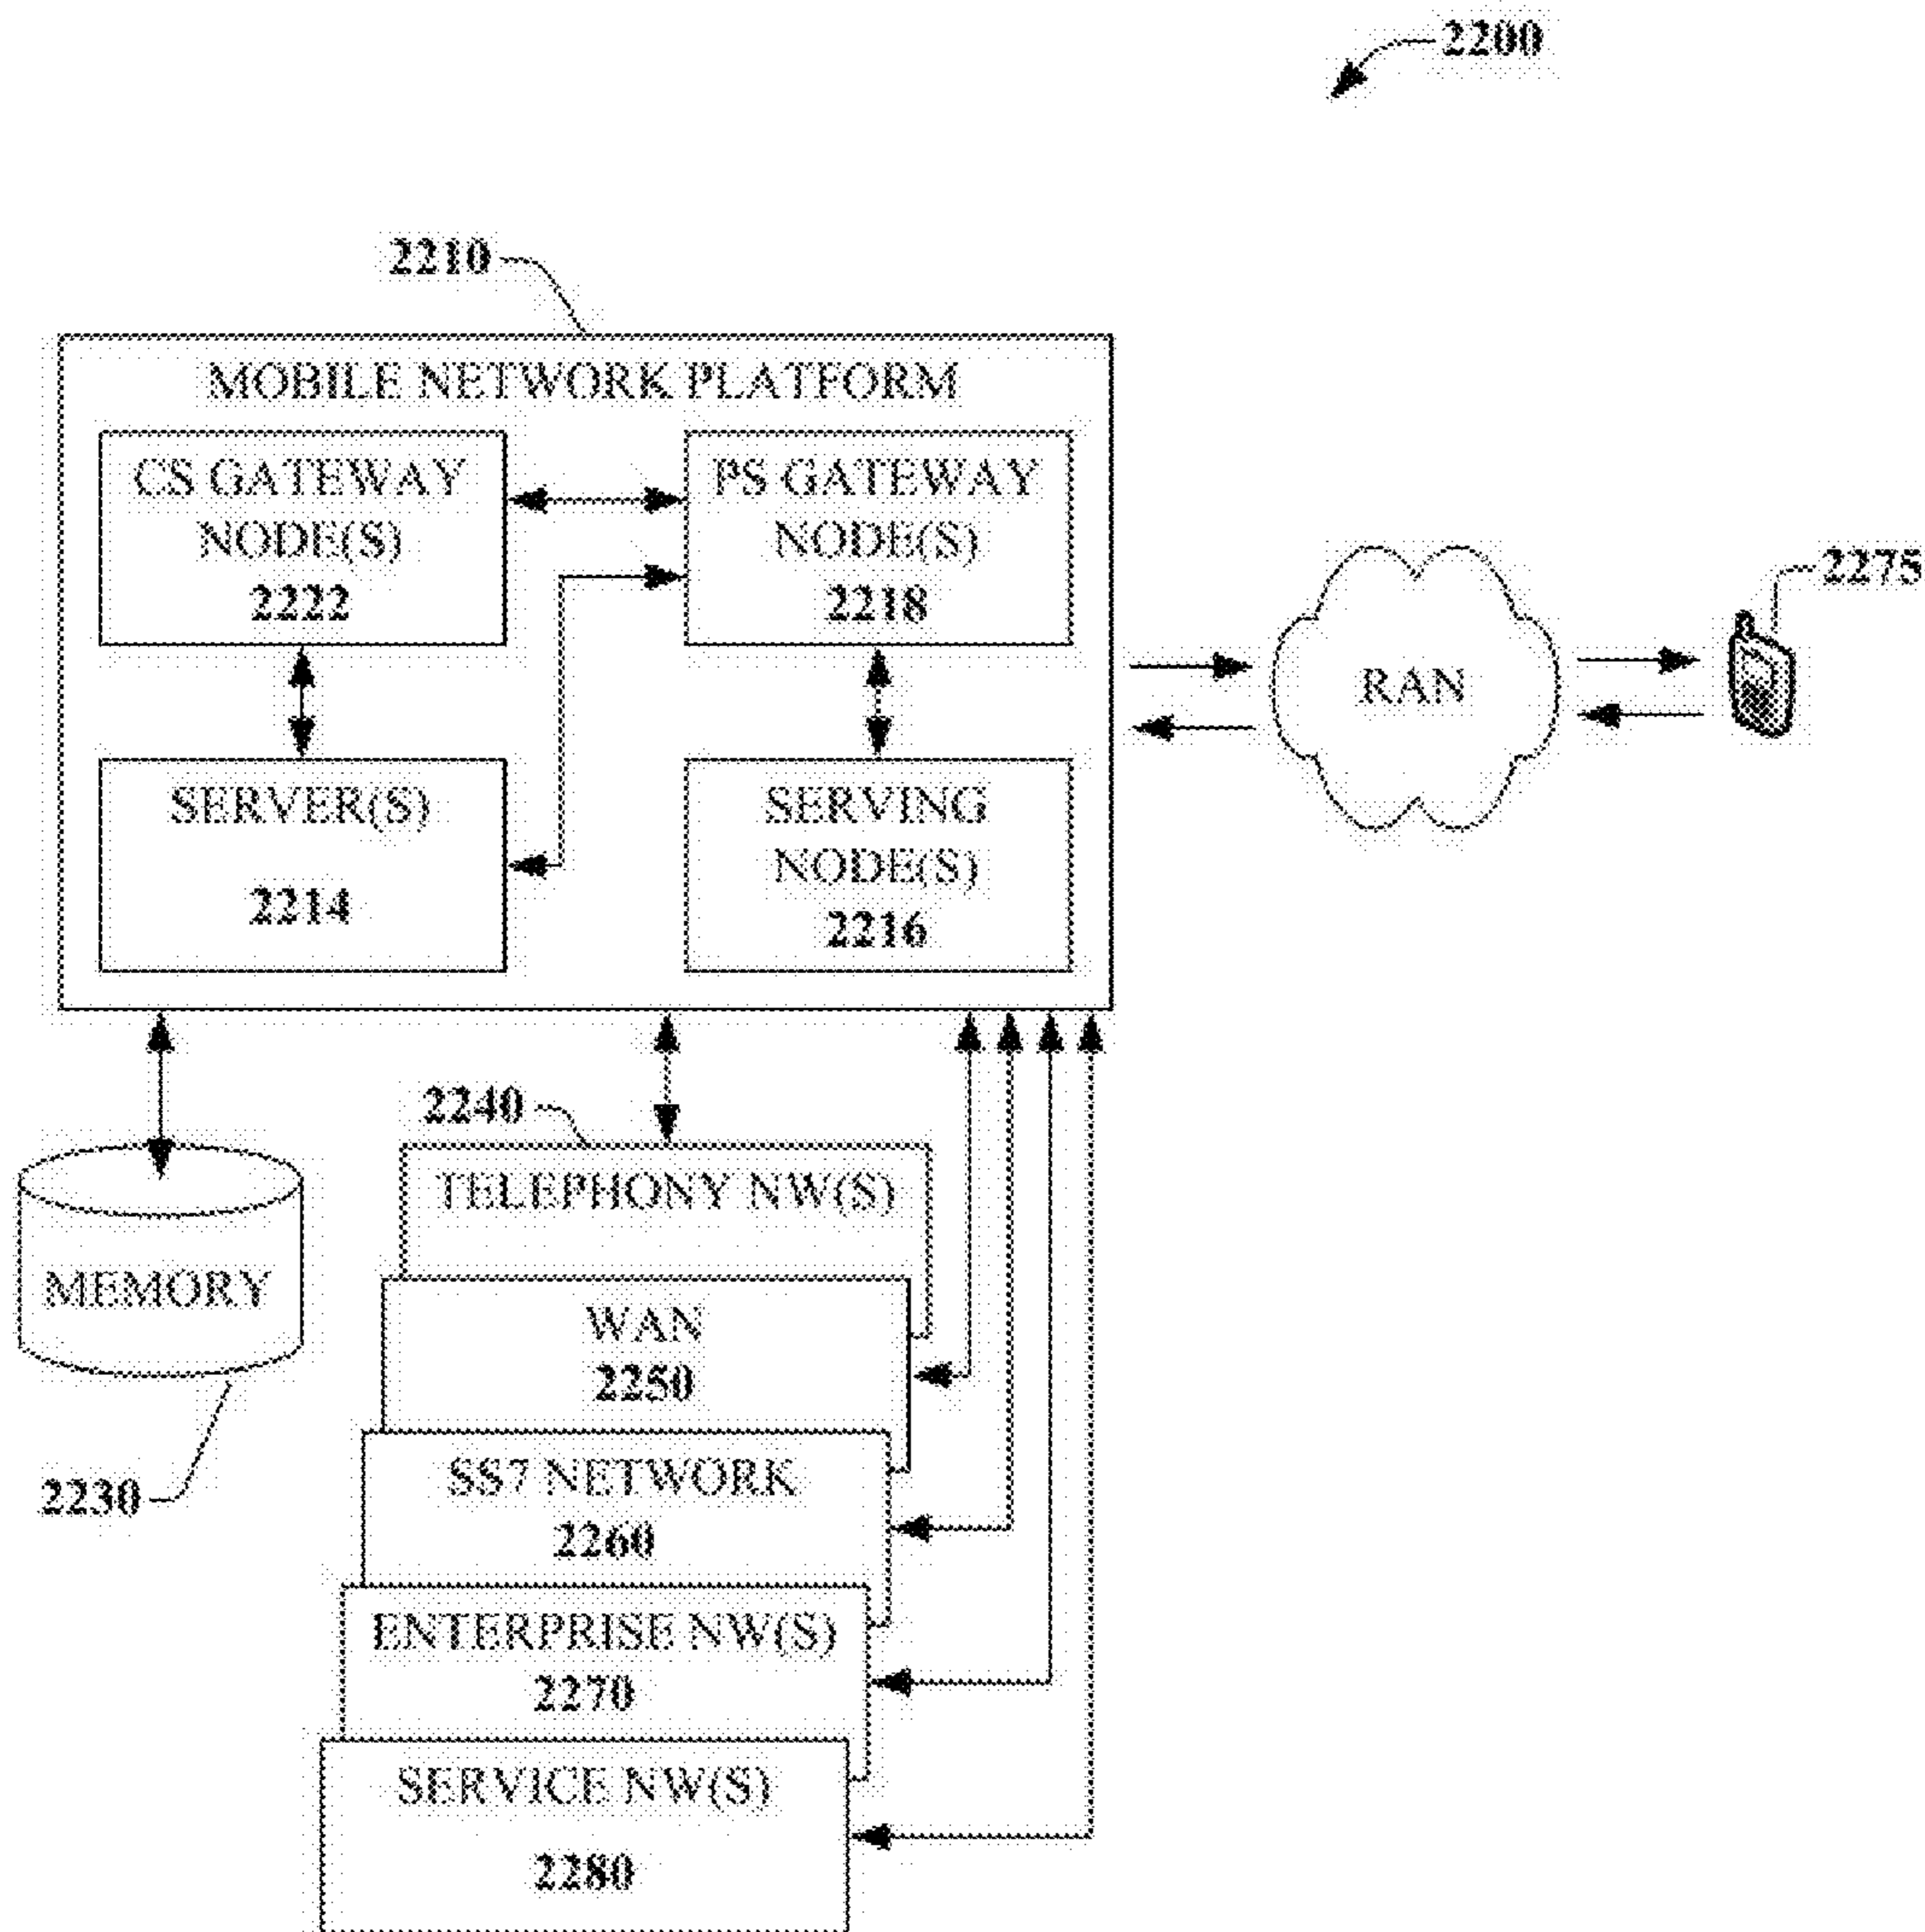 2200
2210
MOBILE NETWORK PLATFORM
CS GATEWAY
NODE(S)
2222
PS GATEWAY
NODE(S)
2218
SERVER(S)
2214
SERVING
NODE(S)
2216
RAN
2275
2240
TELEPHONY NW(S)
MEMORY
2230
WAN
2250
SS7 NETWORK
2260
ENTERPRISE NW(S)
2270
SERVICE NW(S)
2280